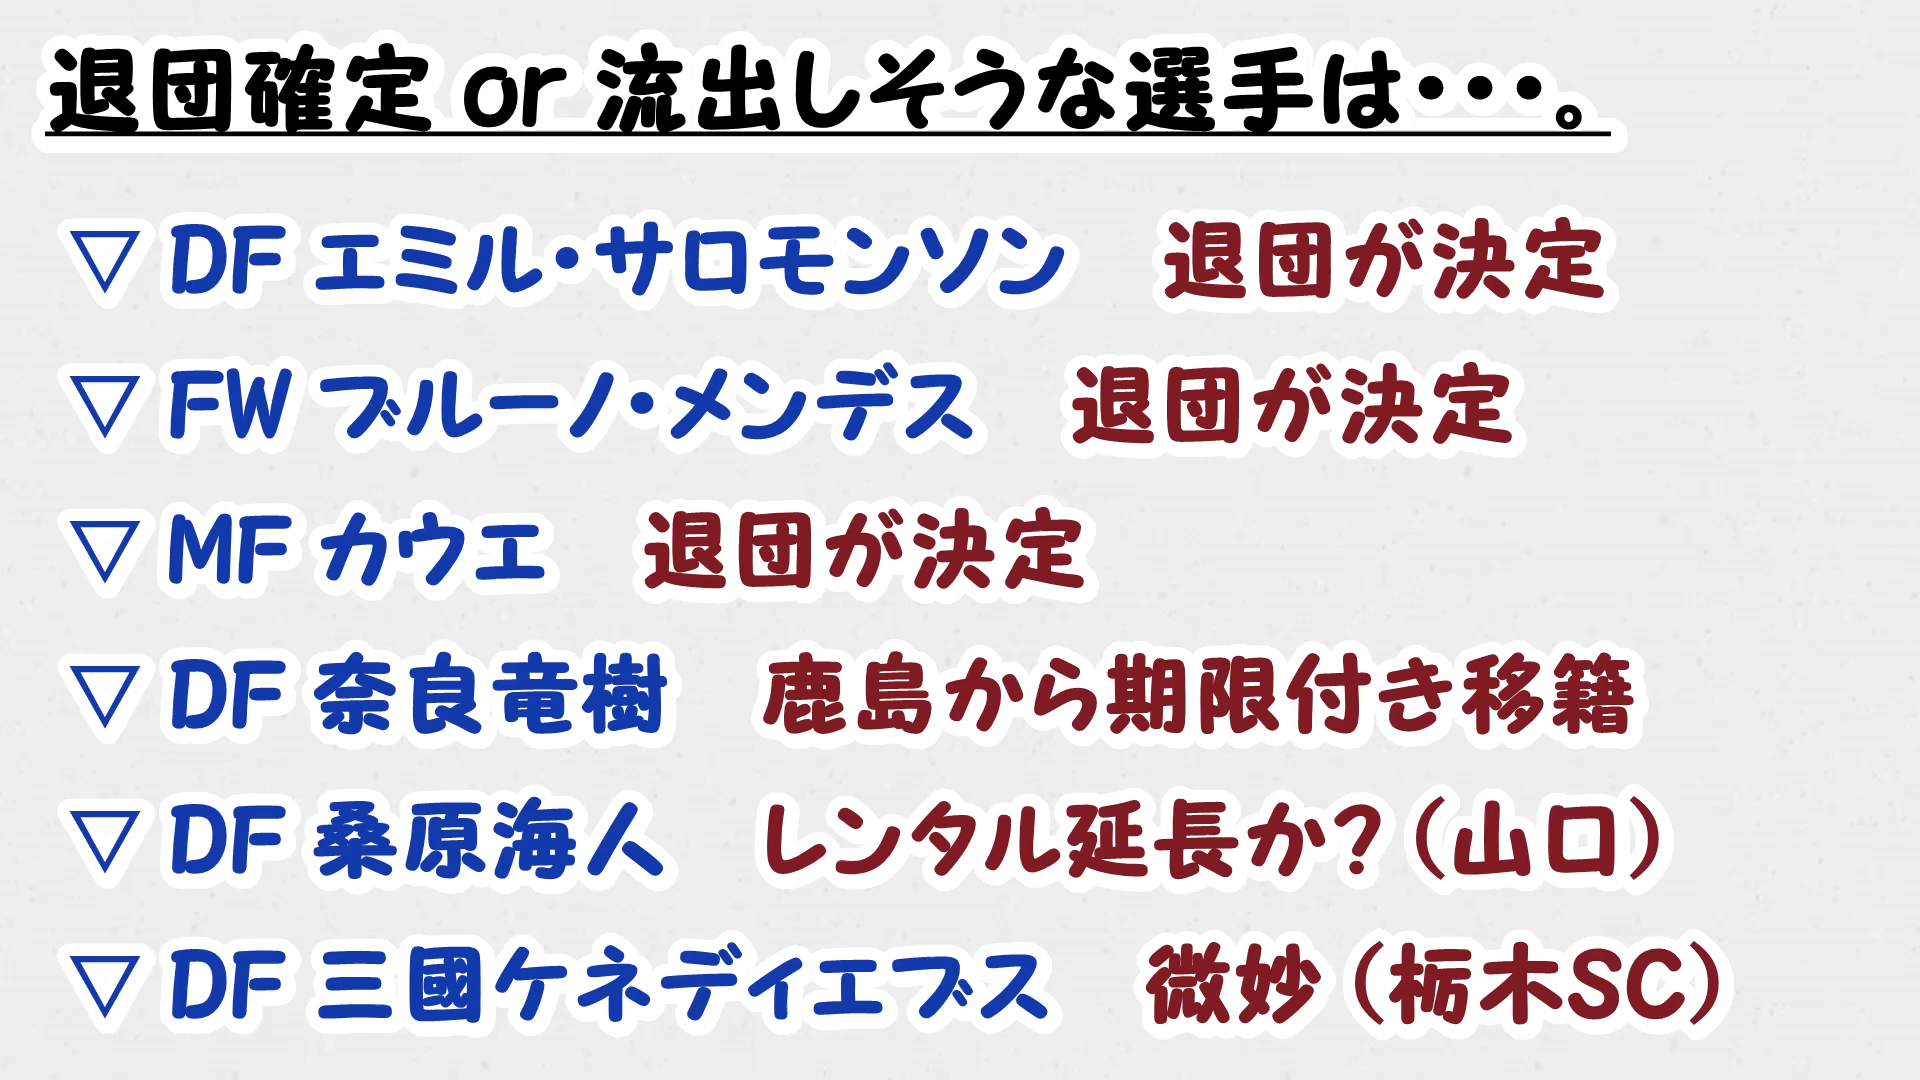 退団確定 or 流出しそうな選手は・・・。
▽ DF エミル・サロモンソン　退団が決定
▽ FW ブルーノ・メンデス　退団が決定
▽ MF カウエ　退団が決定
▽ DF 奈良竜樹　鹿島から期限付き移籍
▽ DF 桑原海人　レンタル延長か？（山口）
▽ DF 三國ケネディエブス　微妙（栃木SC）